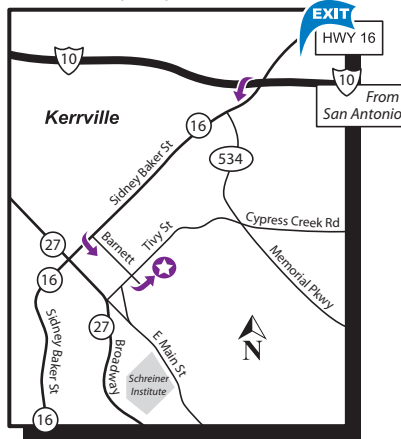 EXIT
HWY 16
10
10
From
San Antonio
Kerrville
16
534
Sidney Baker St
Tivy St
Cypress Creek Rd
Barnett
27
Memorial Pkwy
16
27
Sidney Baker St
Broadway
E Main St
N
Schreiner
Institute
16